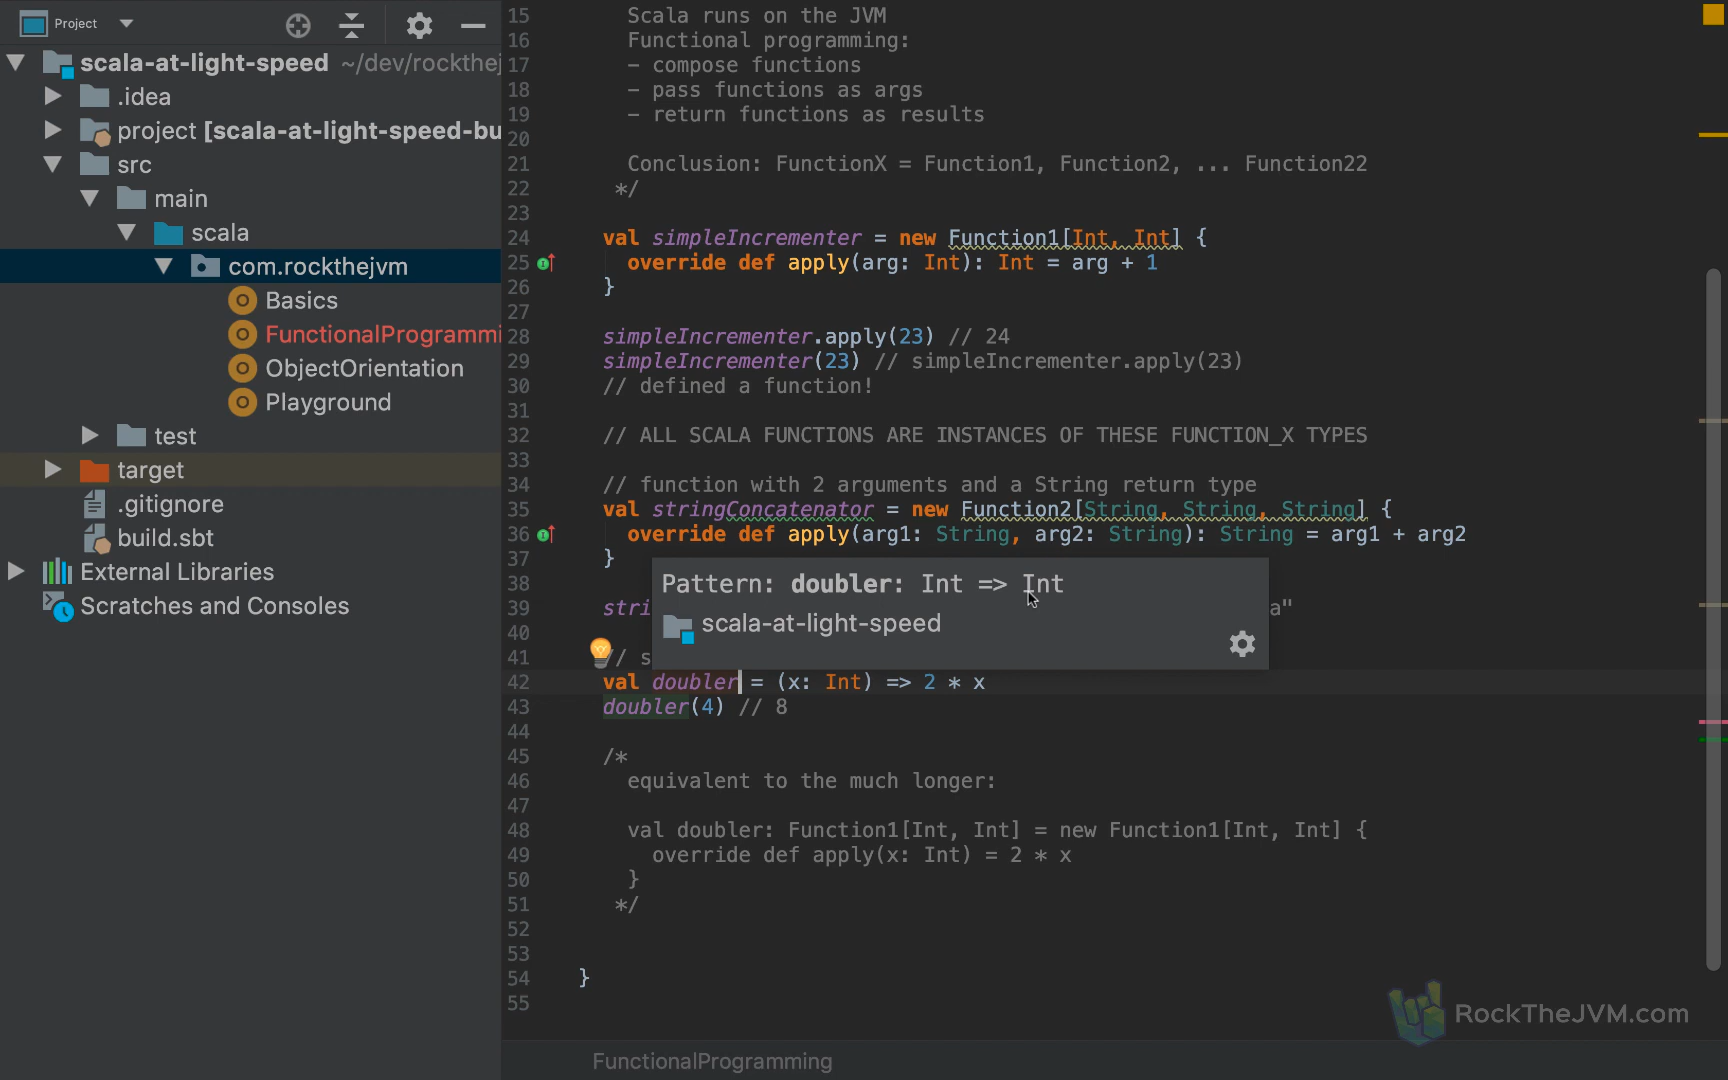 Project
scala-at-light-speed ~/dev/rockthej
.idea
project [scala-at-light-speed-bu
src
main
scala
com.rockthejvm
Basics
FunctionalProgrammi
ObjectOrientation
Playground
test
target
.gitignore
build.sbt
External Libraries
Scratches and Consoles
15 Scala runs on the JVM
16 Functional programming:
17 - compose functions
18 - pass functions as args
19 - return functions as results
20
21 Conclusion: FunctionX = Function1, Function2, ... Function22
22 */
23
24 val simpleIncrementer = new Function1[Int, Int] {
25 override def apply(arg: Int): Int = arg + 1
26 }
27
28 simpleIncrementer.apply(23) // 24
29 simpleIncrementer(23) // simpleIncrementer.apply(23)
30 // defined a function!
31
32 // ALL SCALA FUNCTIONS ARE INSTANCES OF THESE FUNCTION_X TYPES
33
34 // function with 2 arguments and a String return type
35 val stringConcatenator = new Function2[String, String, String] {
36 override def apply(arg1: String, arg2: String): String = arg1 + arg2
37 }
38
Pattern: doubler: Int => Int
scala-at-light-speed
39 stri a"
40
41 // s
42 val doubler = (x: Int) => 2 * x
43 doubler(4) // 8
44
45 /*
46 equivalent to the much longer:
47
48 val doubler: Function1[Int, Int] = new Function1[Int, Int] {
49 override def apply(x: Int) = 2 * x
50 }
51 */
52
53
54 }
55
RockTheJVM.com
FunctionalProgramming